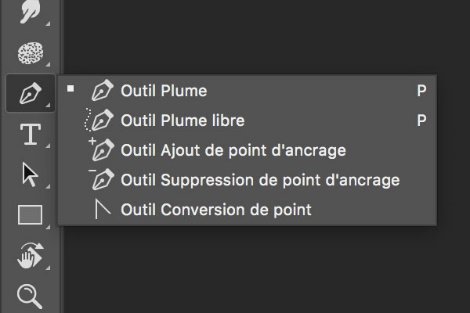 Outil Plume P
Outil Plume libre P
Outil Ajout de point d'ancrage
Outil Suppression de point d'ancrage
Outil Conversion de point